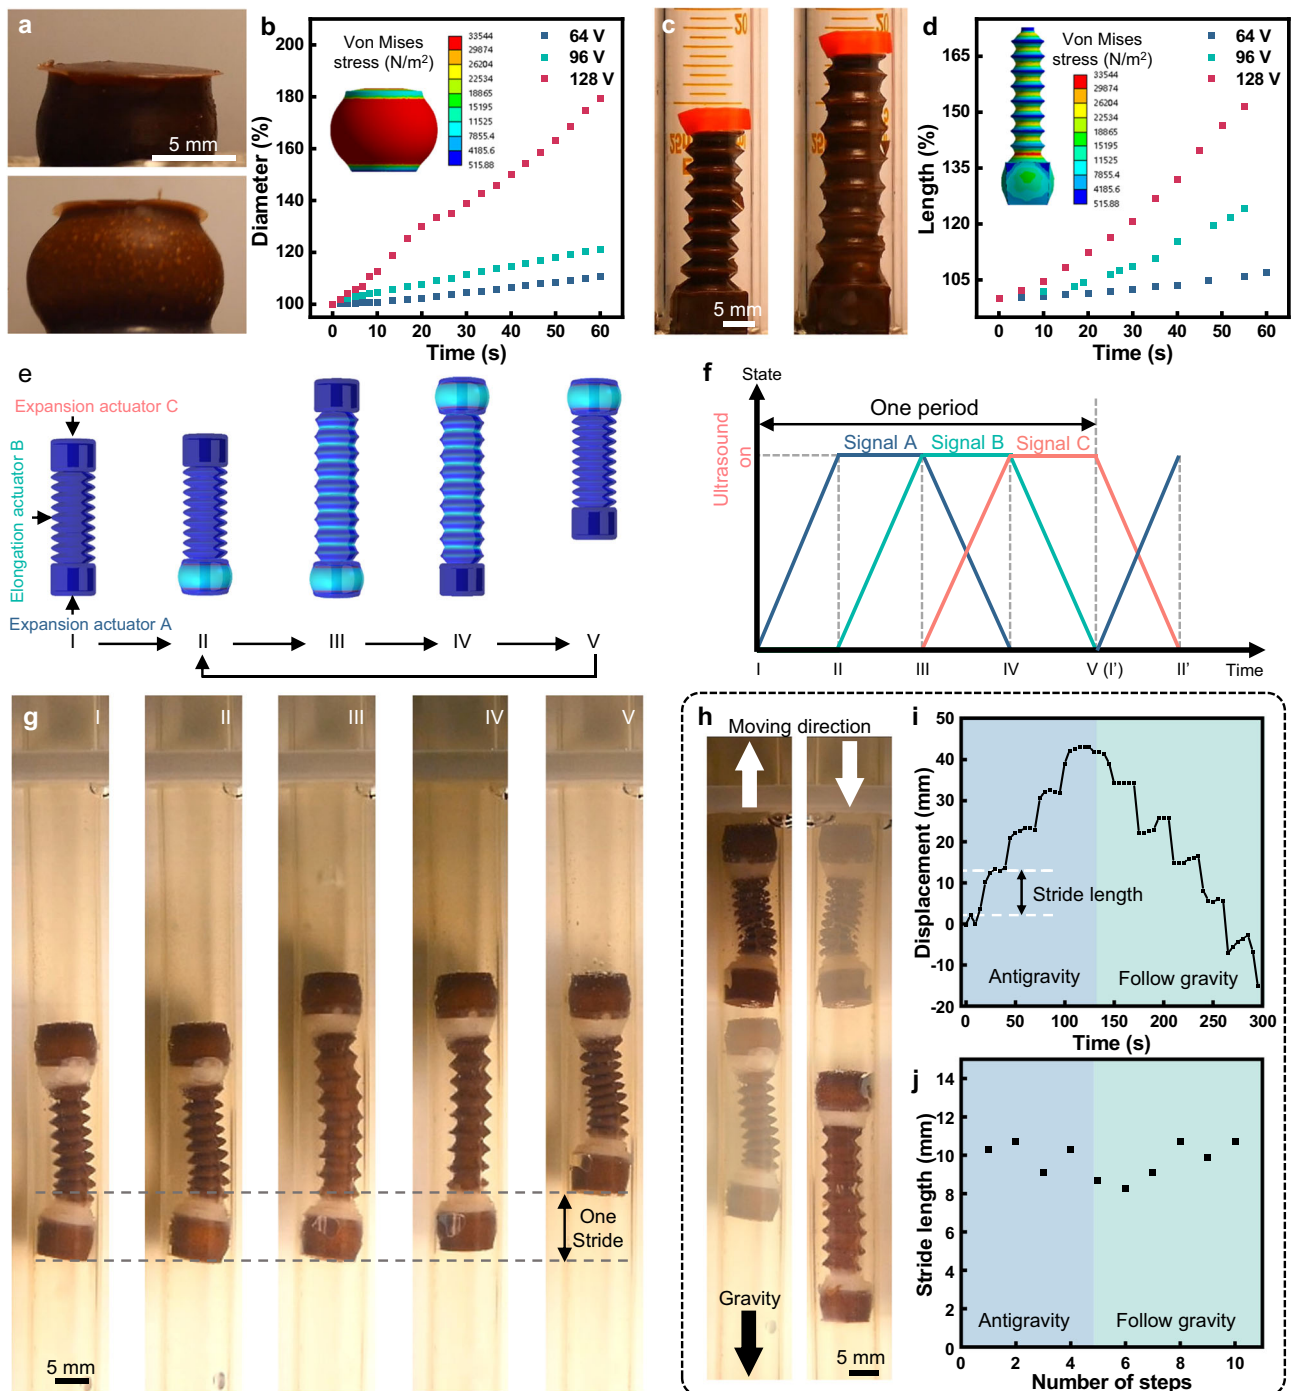 a
5 mm
b
200
180
160
140
120
100
Diameter (%)
Von Mises
stress (N/m²)
33544
29874
26204
22534
18865
15195
11525
7855.4
4185.6
515.88
64 V
96 V
128 V
0 10 20 30 40 50 60
Time (s)
c
20
5 mm
d
165
150
135
120
105
Length (%)
Von Mises
stress (N/m²)
33544
29874
26204
22534
18865
15195
11525
7855.4
4185.6
515.88
64 V
96 V
128 V
0 10 20 30 40 50 60
Time (s)
e
Expansion actuator C
Elongation actuator B
Expansion actuator A
I II III IV V
f
State
One period
Signal A Signal B Signal C
Ultrasound
on
I II III IV V (I') II' Time
g
I II III IV V
One
Stride
5 mm
h
Moving direction
Gravity
5 mm
i
50
40
30
20
10
0
-10
-20
Displacement (mm)
Stride length
Antigravity Follow gravity
0 50 100 150 200 250 300
Time (s)
j
14
12
10
8
6
4
2
0
Stride length (mm)
Antigravity Follow gravity
0 2 4 6 8 10
Number of steps